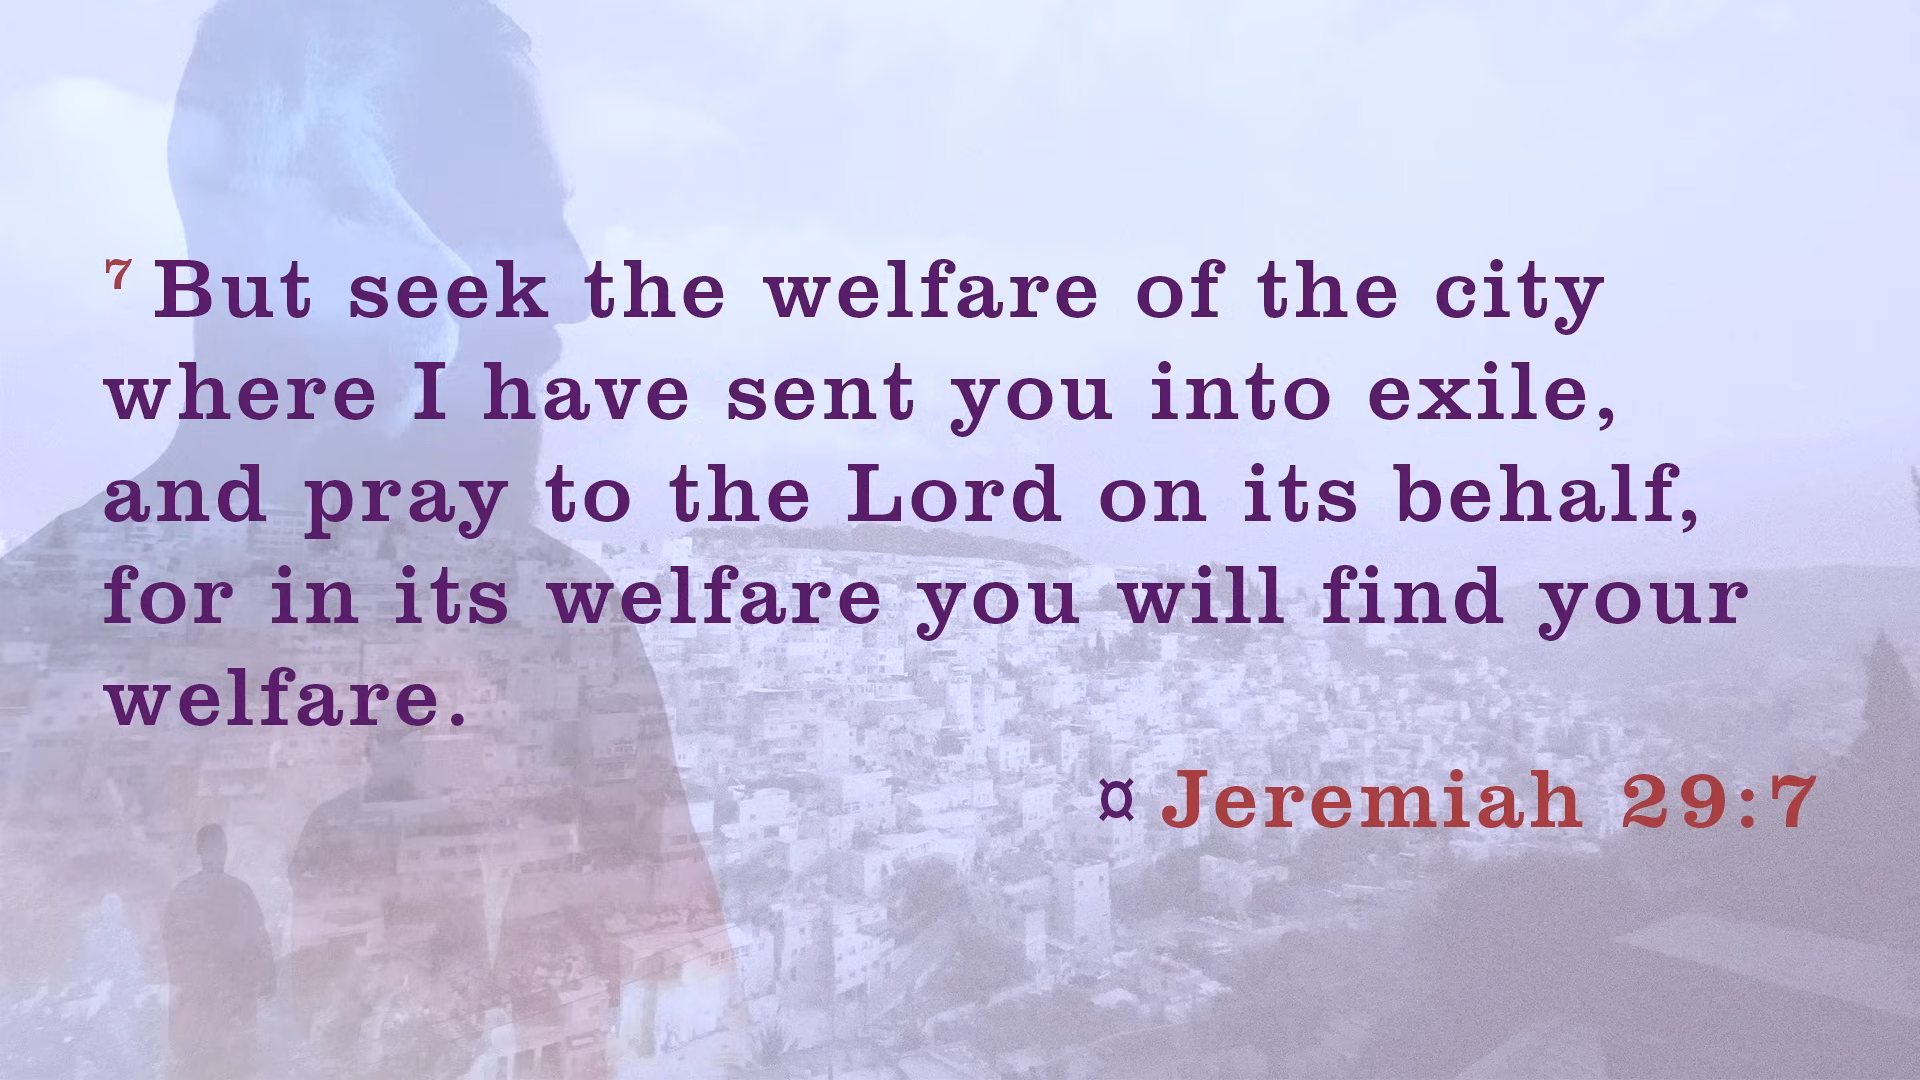 7 But seek the welfare of the city
where I have sent you into exile,
and pray to the Lord on its behalf,
for in its welfare you will find your
welfare.
¤ Jeremiah 29:7